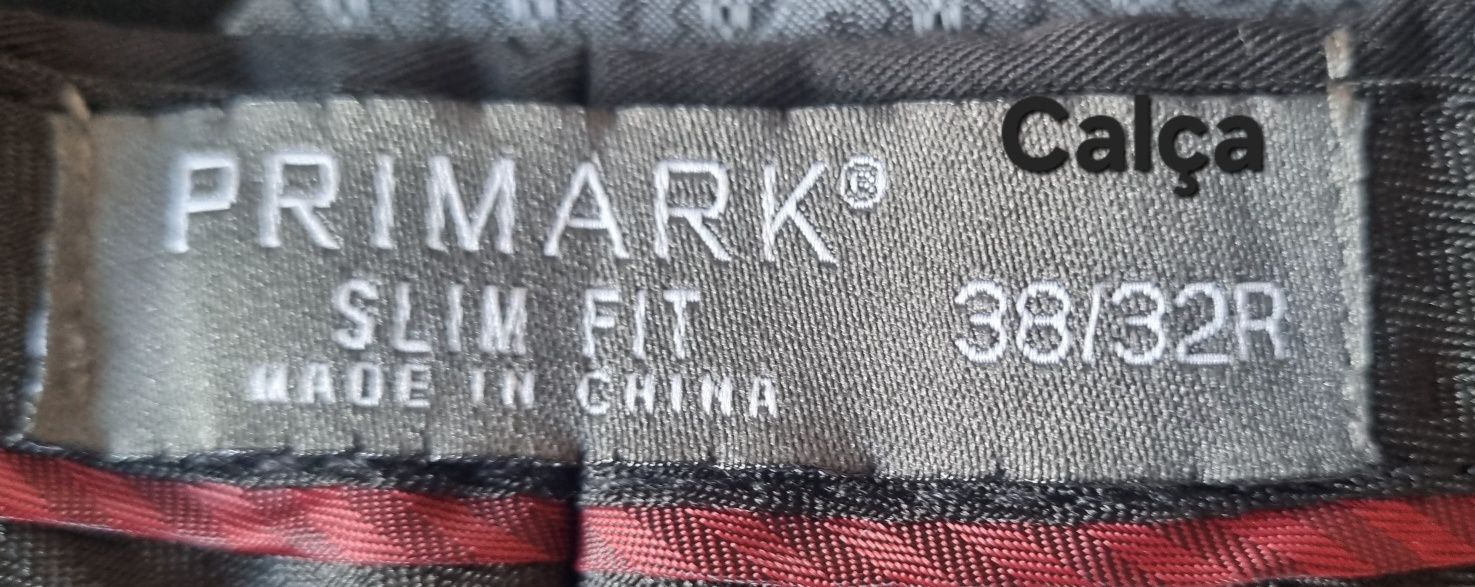 Calça
PRIMARK®
SLIM FIT
38/32R
MADE IN CHINA